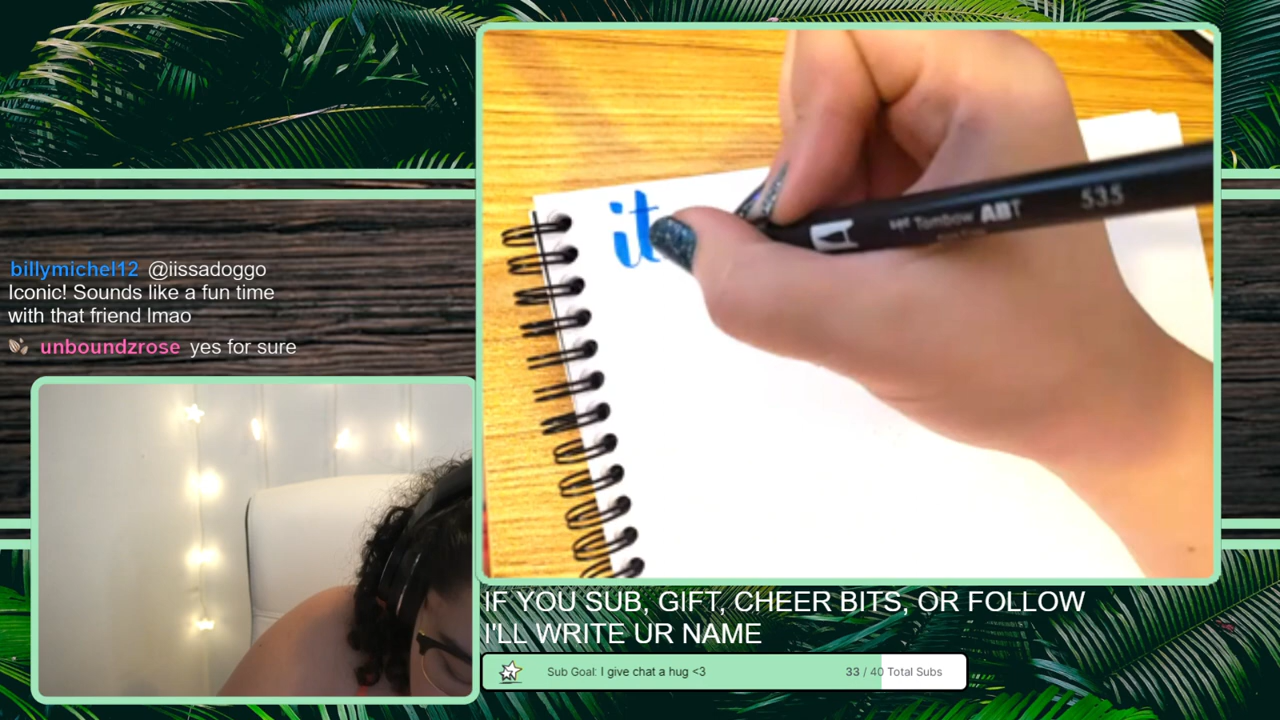 billymichel12 @iissadoggo
Iconic! Sounds like a fun time
with that friend lmao
unboundzrose yes for sure
it
Tombow ABT
535
IF YOU SUB, GIFT, CHEER BITS, OR FOLLOW
I'LL WRITE UR NAME
Sub Goal: I give chat a hug <3
33 / 40 Total Subs